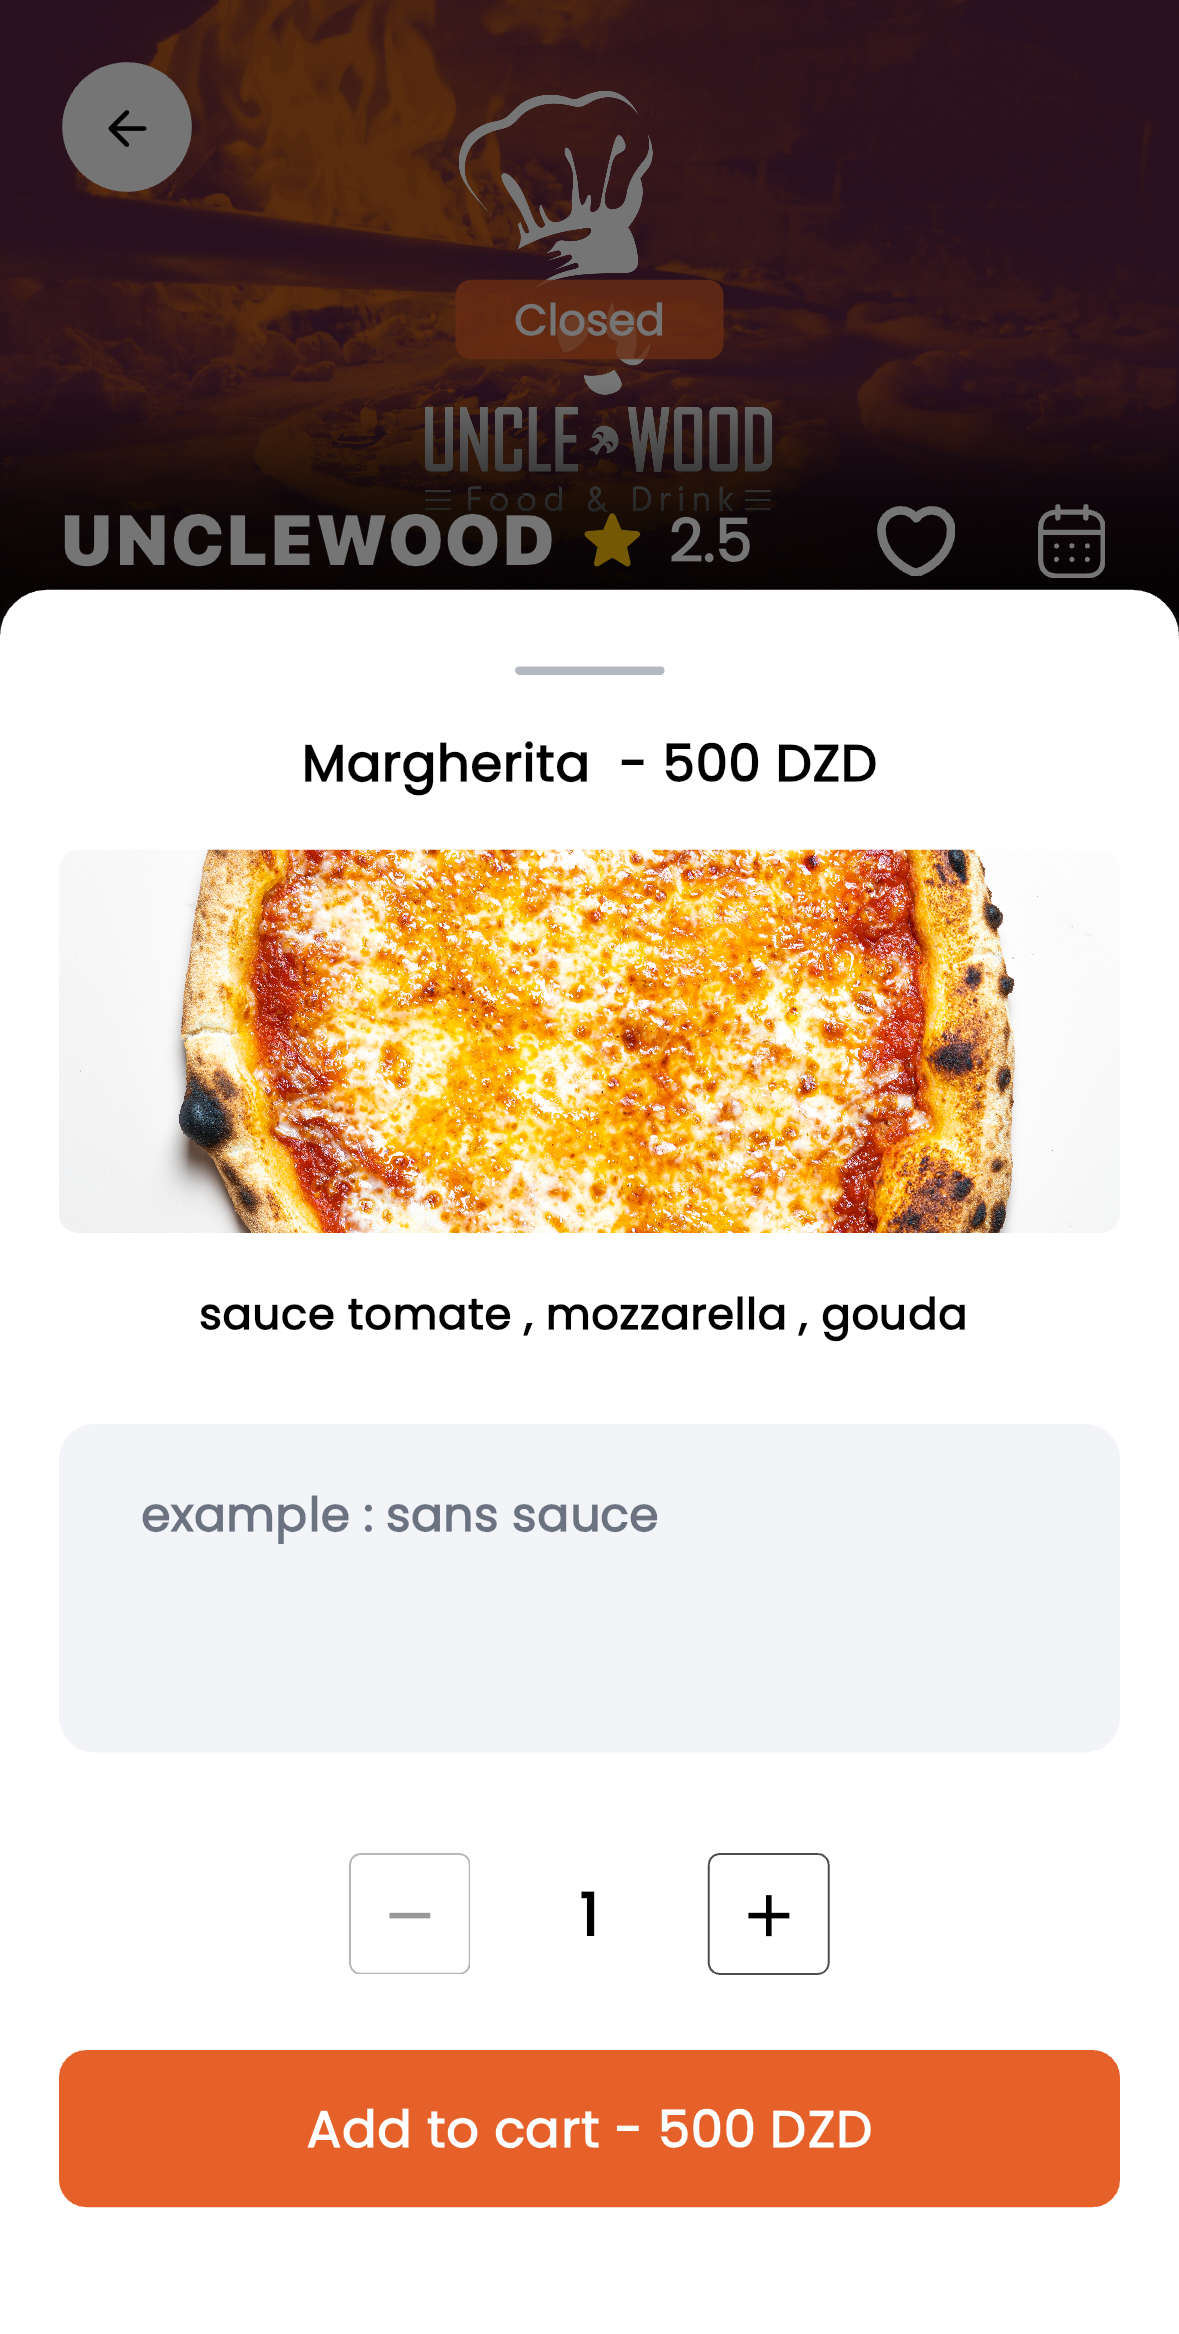 Closed
UNCLE WOOD
Food & Drink
UNCLEWOOD 2.5
Margherita - 500 DZD
sauce tomate , mozzarella , gouda
example : sans sauce
1
Add to cart - 500 DZD